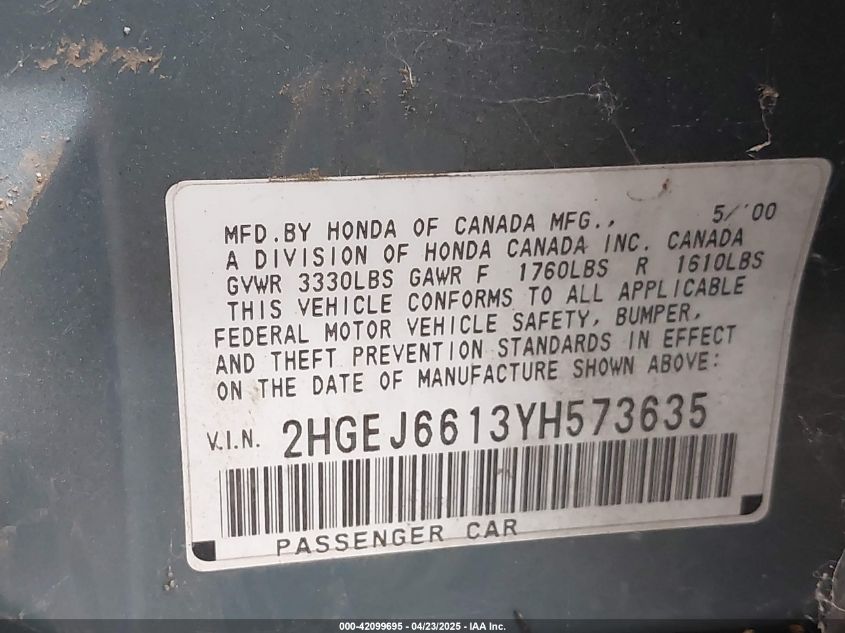 MFD.BY HONDA OF CANADA MFG., 5/'00
A DIVISION OF HONDA CANADA INC. CANADA
GVWR 3330LBS GAWR F 1760LBS R 1610LBS
THIS VEHICLE CONFORMS TO ALL APPLICABLE
FEDERAL MOTOR VEHICLE SAFETY, BUMPER,
AND THEFT PREVENTION STANDARDS IN EFFECT
ON THE DATE OF MANUFACTURE SHOWN ABOVE:
V.I.N. 2HGEJ6613YH573635
PASSENGER CAR
000-42099695 - 04/23/2025 - IAA Inc.